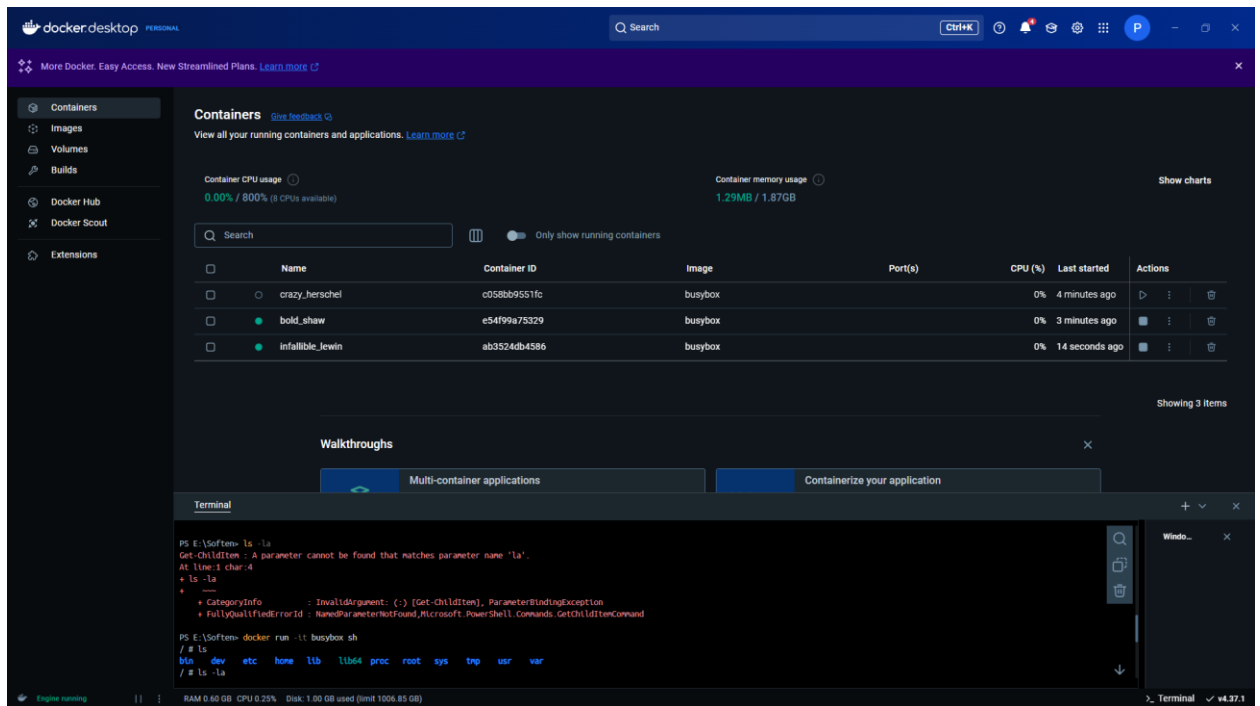 docker.desktop PERSONAL
Search
Ctrl+K
P
More Docker. Easy Access. New Streamlined Plans. Learn more
Containers
Images
Volumes
Builds
Docker Hub
Docker Scout
Extensions
Containers Give feedback
View all your running containers and applications. Learn more
Container CPU usage
0.00% / 800% (8 CPUs available)
Container memory usage
1.29MB / 1.87GB
Show charts
Search
Only show running containers
Name Container ID Image Port(s) CPU (%) Last started Actions
crazy_herschel c058bb9551fc busybox 0% 4 minutes ago
bold_shaw e54f99a75329 busybox 0% 3 minutes ago
infallible_lewin ab3524db4586 busybox 0% 14 seconds ago
Showing 3 items
Walkthroughs
Multi-container applications
Containerize your application
Terminal
Windo...
PS E:\Soften> ls -la
Get-ChildItem : A parameter cannot be found that matches parameter name 'la'.
At line:1 char:4
+ ls -la
+    ~~~
    + CategoryInfo          : InvalidArgument: (:) [Get-ChildItem], ParameterBindingException
    + FullyQualifiedErrorId : NamedParameterNotFound,Microsoft.PowerShell.Commands.GetChildItemCommand
PS E:\Soften> docker run -it busybox sh
/ # ls
bin dev etc home lib lib64 proc root sys tmp usr var
/ # ls -la
Engine running
RAM 0.60 GB CPU 0.25% Disk: 1.00 GB used (limit 1006.85 GB)
>_ Terminal v4.37.1